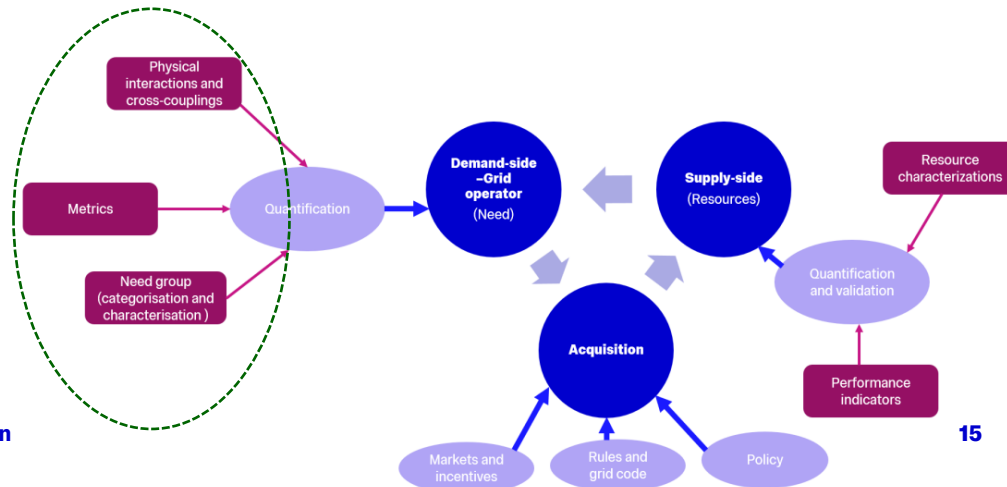 Physical
interactions and
cross-couplings
Metrics
Need group
(categorisation and
characterisation )
Quantification
Demand-side
–Grid
operator
(Need)
Supply-side
(Resources)
Resource
characterizations
Quantification
and validation
Performance
indicators
Acquisition
Markets and
incentives
Rules and
grid code
Policy
n
15